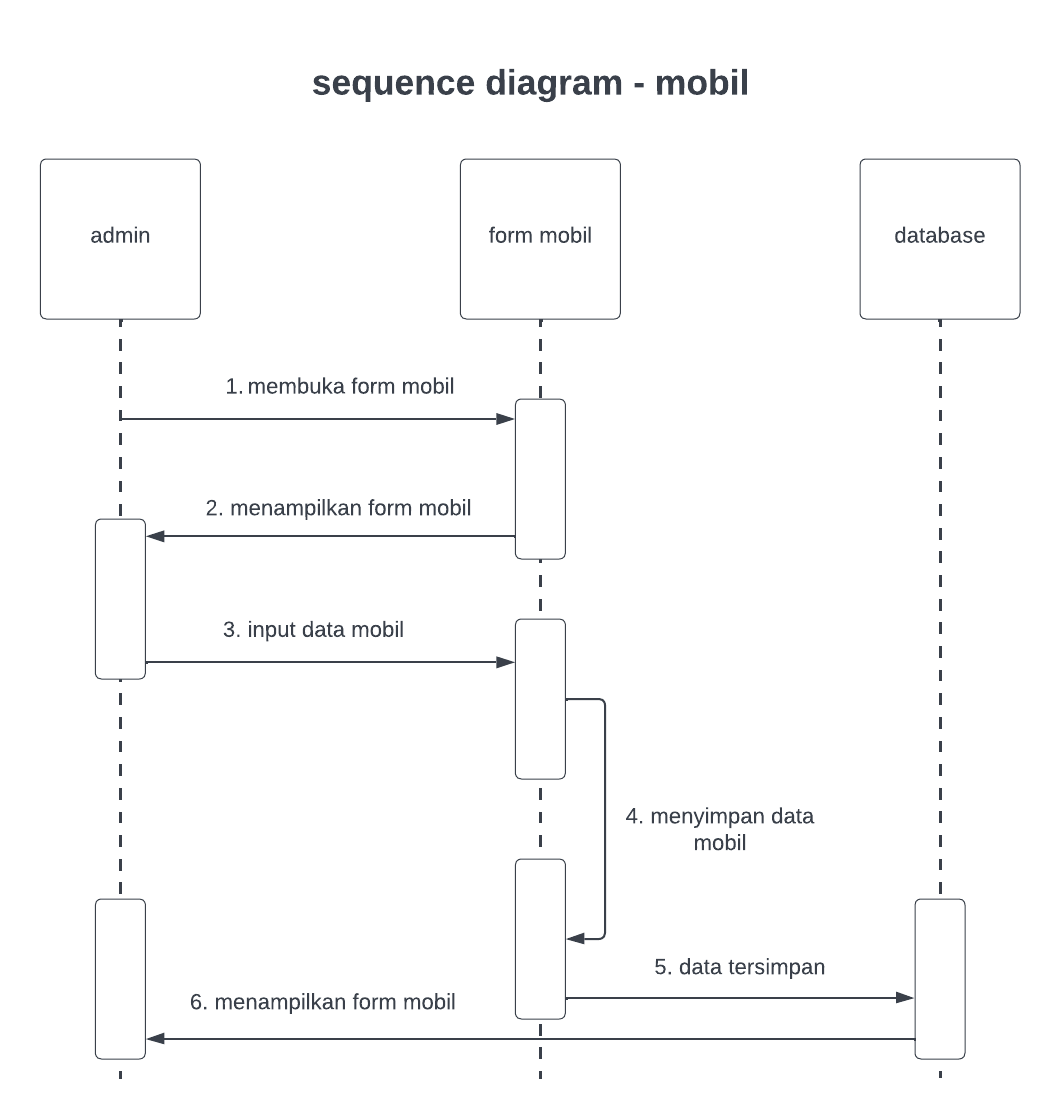 sequence diagram - mobil
admin
form mobil
database
1. membuka form mobil
2. menampilkan form mobil
3. input data mobil
4. menyimpan data
mobil
5. data tersimpan
6. menampilkan form mobil